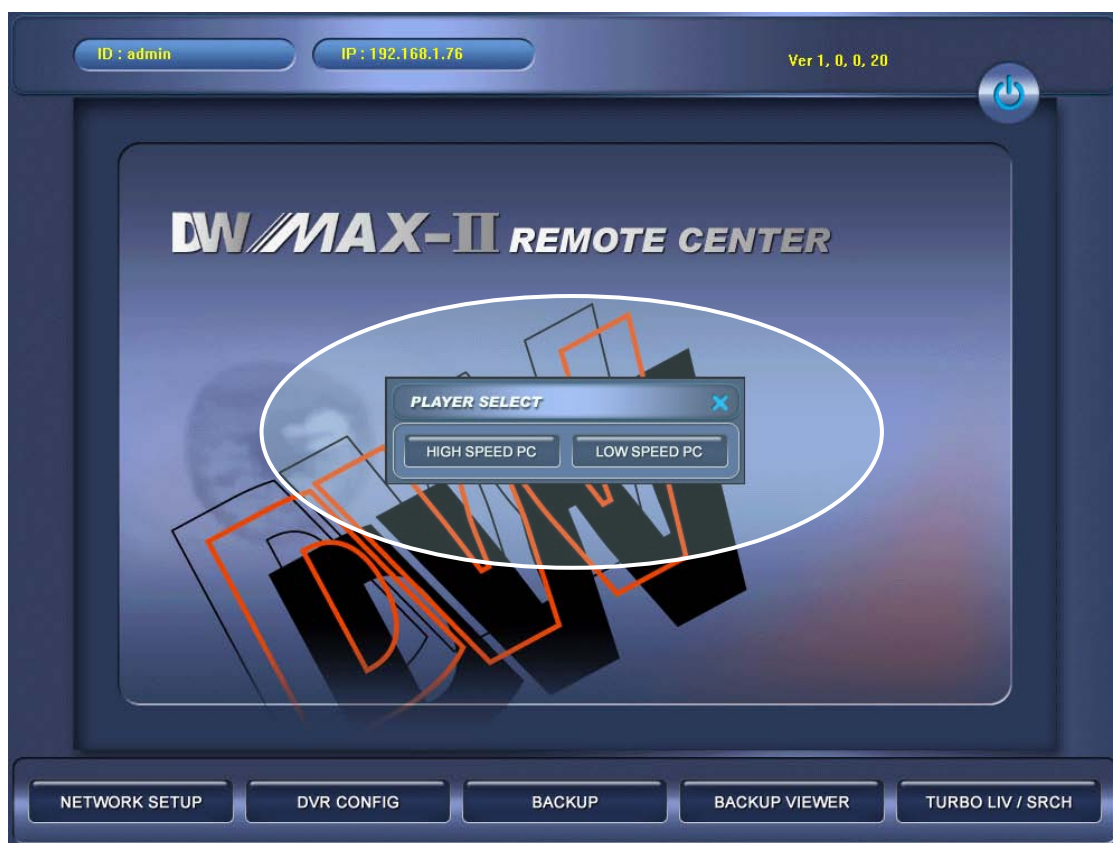 ID : admin
IP : 192.168.1.76
Ver 1, 0, 0, 20
DW/MAX-II REMOTE CENTER
PLAYER SELECT
HIGH SPEED PC
LOW SPEED PC
DW
NETWORK SETUP
DVR CONFIG
BACKUP
BACKUP VIEWER
TURBO LIV / SRCH